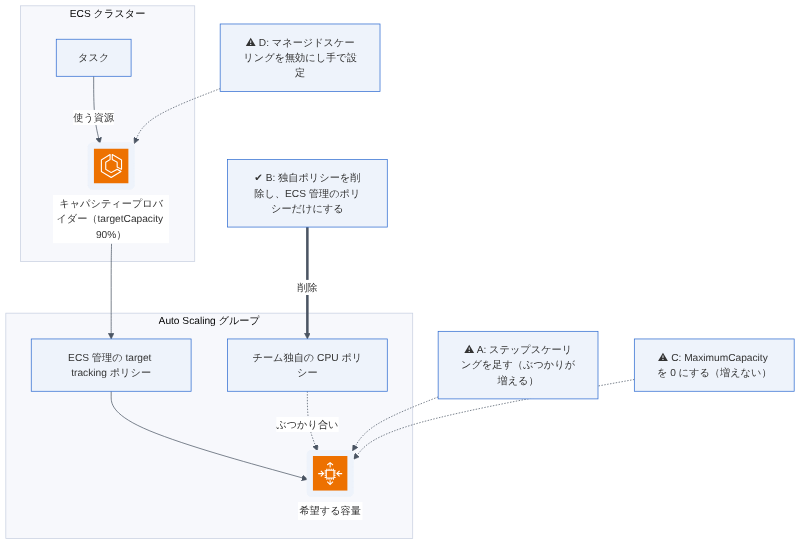 ECS クラスター
タスク
⚠ D: マネージドスケー
リングを無効にし手で設
定
使う資源
キャパシティープロバ
イダー（targetCapacity
90%）
✔ B: 独自ポリシーを削
除し、ECS 管理のポリ
シーだけにする
削除
Auto Scaling グループ
ECS 管理の target
tracking ポリシー
チーム独自の CPU ポリ
シー
⚠ A: ステップスケーリ
ングを足す（ぶつかりが
増える）
⚠ C: MaximumCapacity
を 0 にする（増えない）
ぶつかり合い
希望する容量